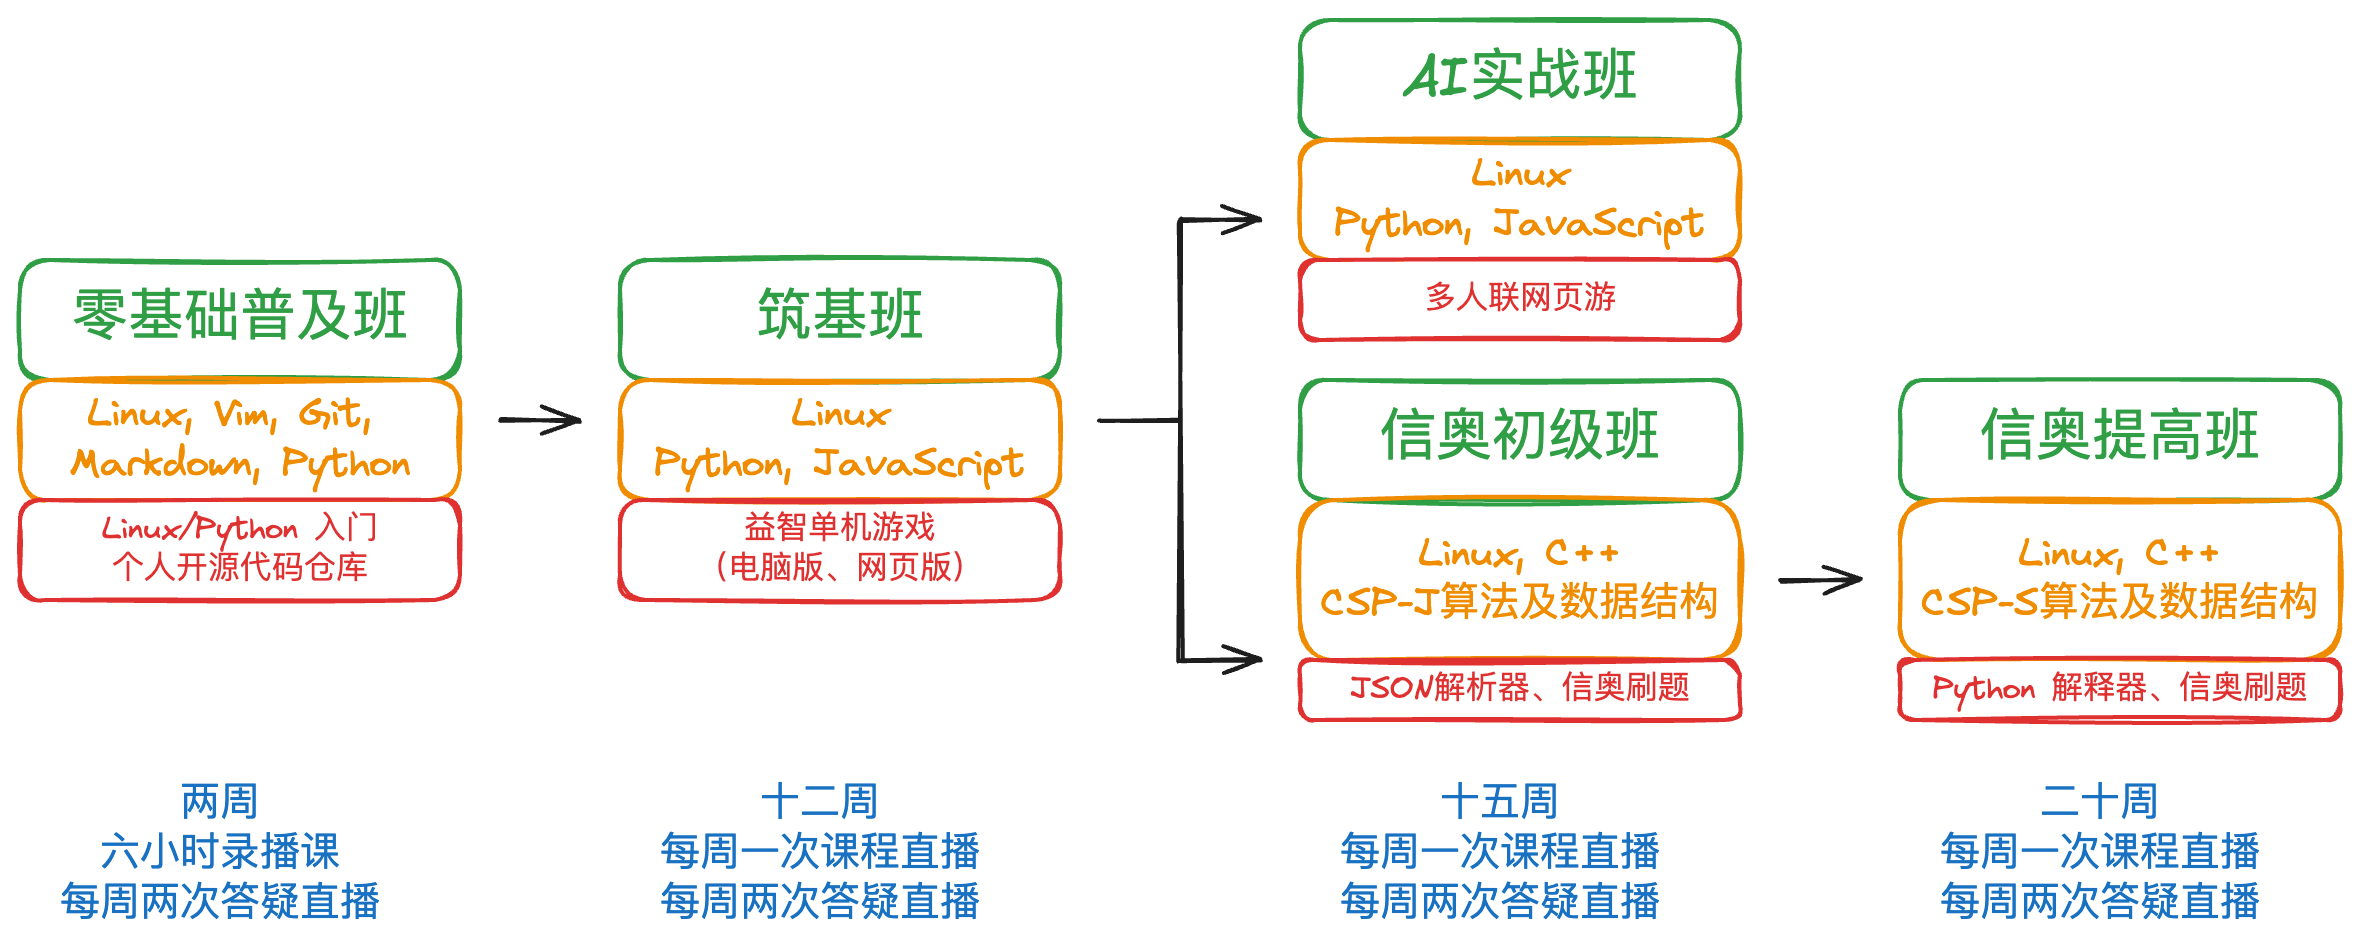 零基础普及班
Linux, Vim, Git,
Markdown, Python
Linux/Python 入门
个人开源代码仓库
两周
六小时录播课
每周两次答疑直播
筑基班
Linux
Python, JavaScript
益智单机游戏
(电脑版、网页版)
十二周
每周一次课程直播
每周两次答疑直播
AI实战班
Linux
Python, JavaScript
多人联网页游
信奥初级班
Linux, C++
CSP-J算法及数据结构
JSON解析器、信奥刷题
十五周
每周一次课程直播
每周两次答疑直播
信奥提高班
Linux, C++
CSP-S算法及数据结构
Python 解释器、信奥刷题
二十周
每周一次课程直播
每周两次答疑直播